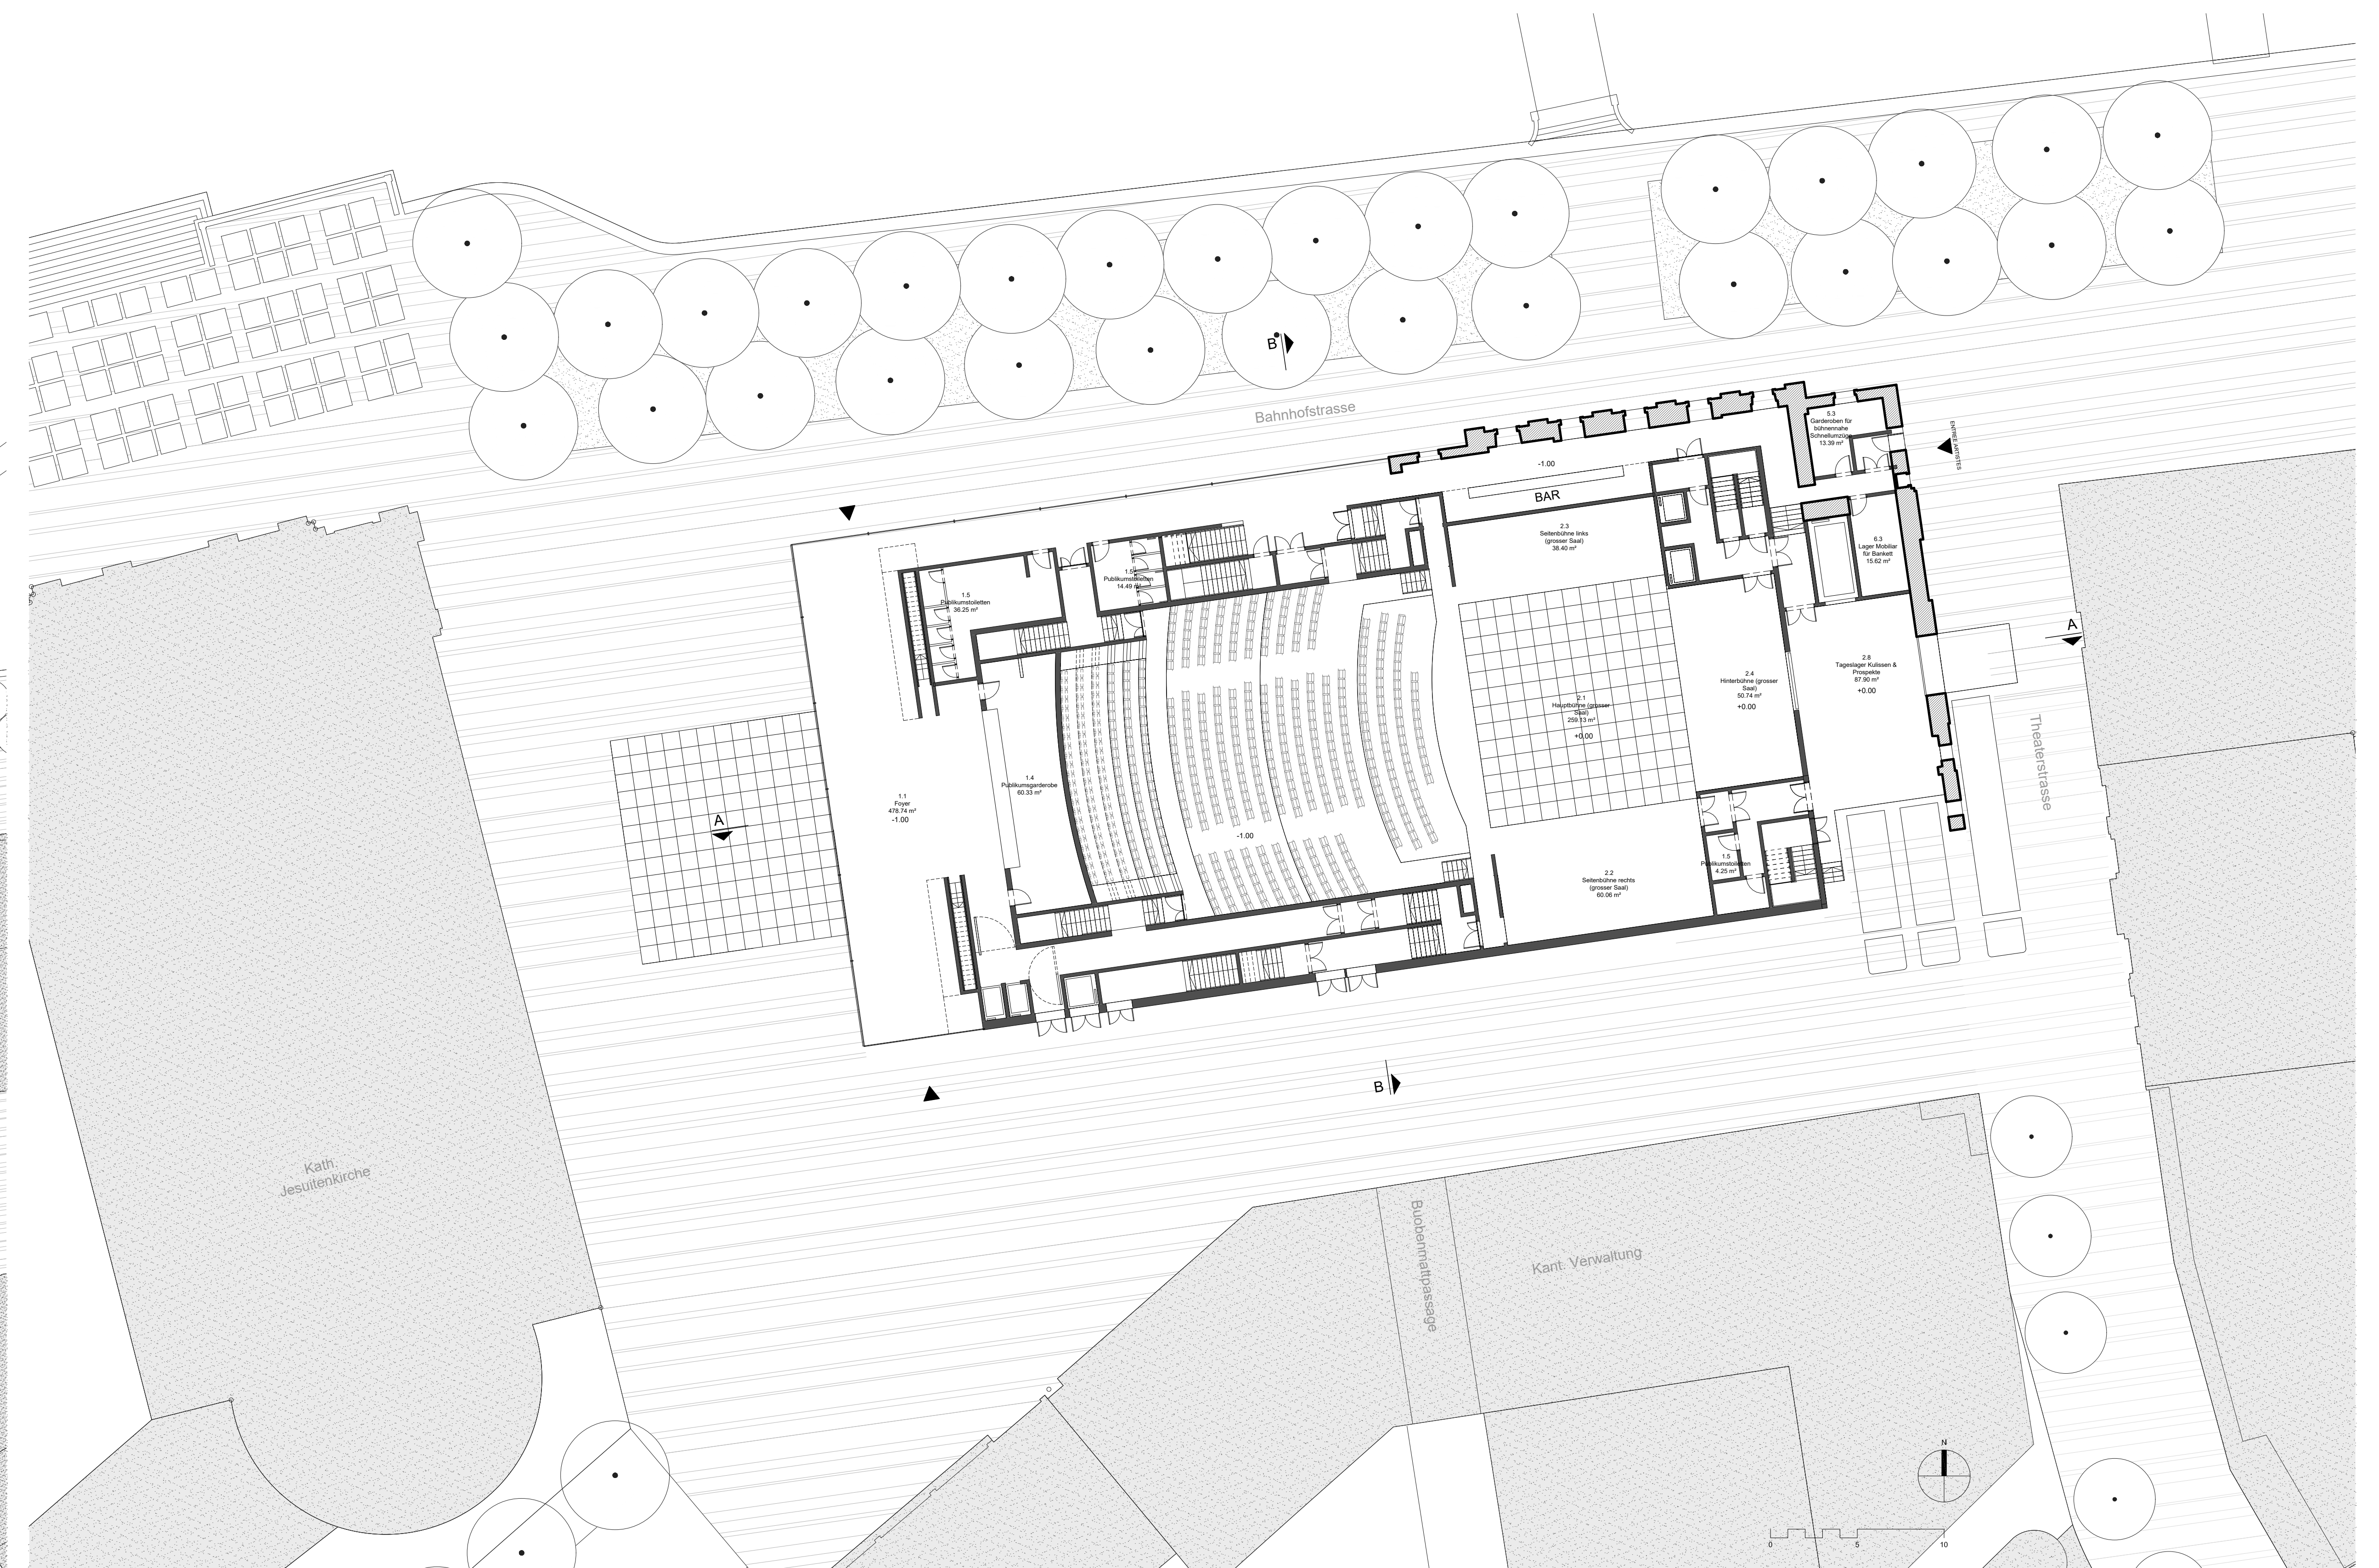 B
Bahnhofstrasse
5.3
Garderoben für
bühnennahe
Schnellumzüge
13.39 m²
ENTREE ARTISTES
-1.00
BAR
2.3
Seitenbühne links
(grosser Saal)
38.40 m²
6.3
Lager Mobiliar
für Bankett
15.62 m²
1.5
Publikumstoiletten
14.49 m²
1.5
Publikumstoiletten
36.25 m²
A
2.8
Tageslager Kulissen &
Prospekte
87.90 m²
+0.00
2.4
Hinterbühne (grosser
Saal)
50.74 m²
+0.00
2.1
Hauptbühne (grosser
Saal)
259.13 m²
+0.00
Theaterstrasse
1.4
Publikumsgarderobe
60.33 m²
1.1
Foyer
478.74 m²
-1.00
A
-1.00
1.5
Publikumstoiletten
4.25 m²
2.2
Seitenbühne rechts
(grosser Saal)
60.06 m²
B
Kath.
Jesuitenkirche
Buobenmattpassage
Kant. Verwaltung
N
0 5 10